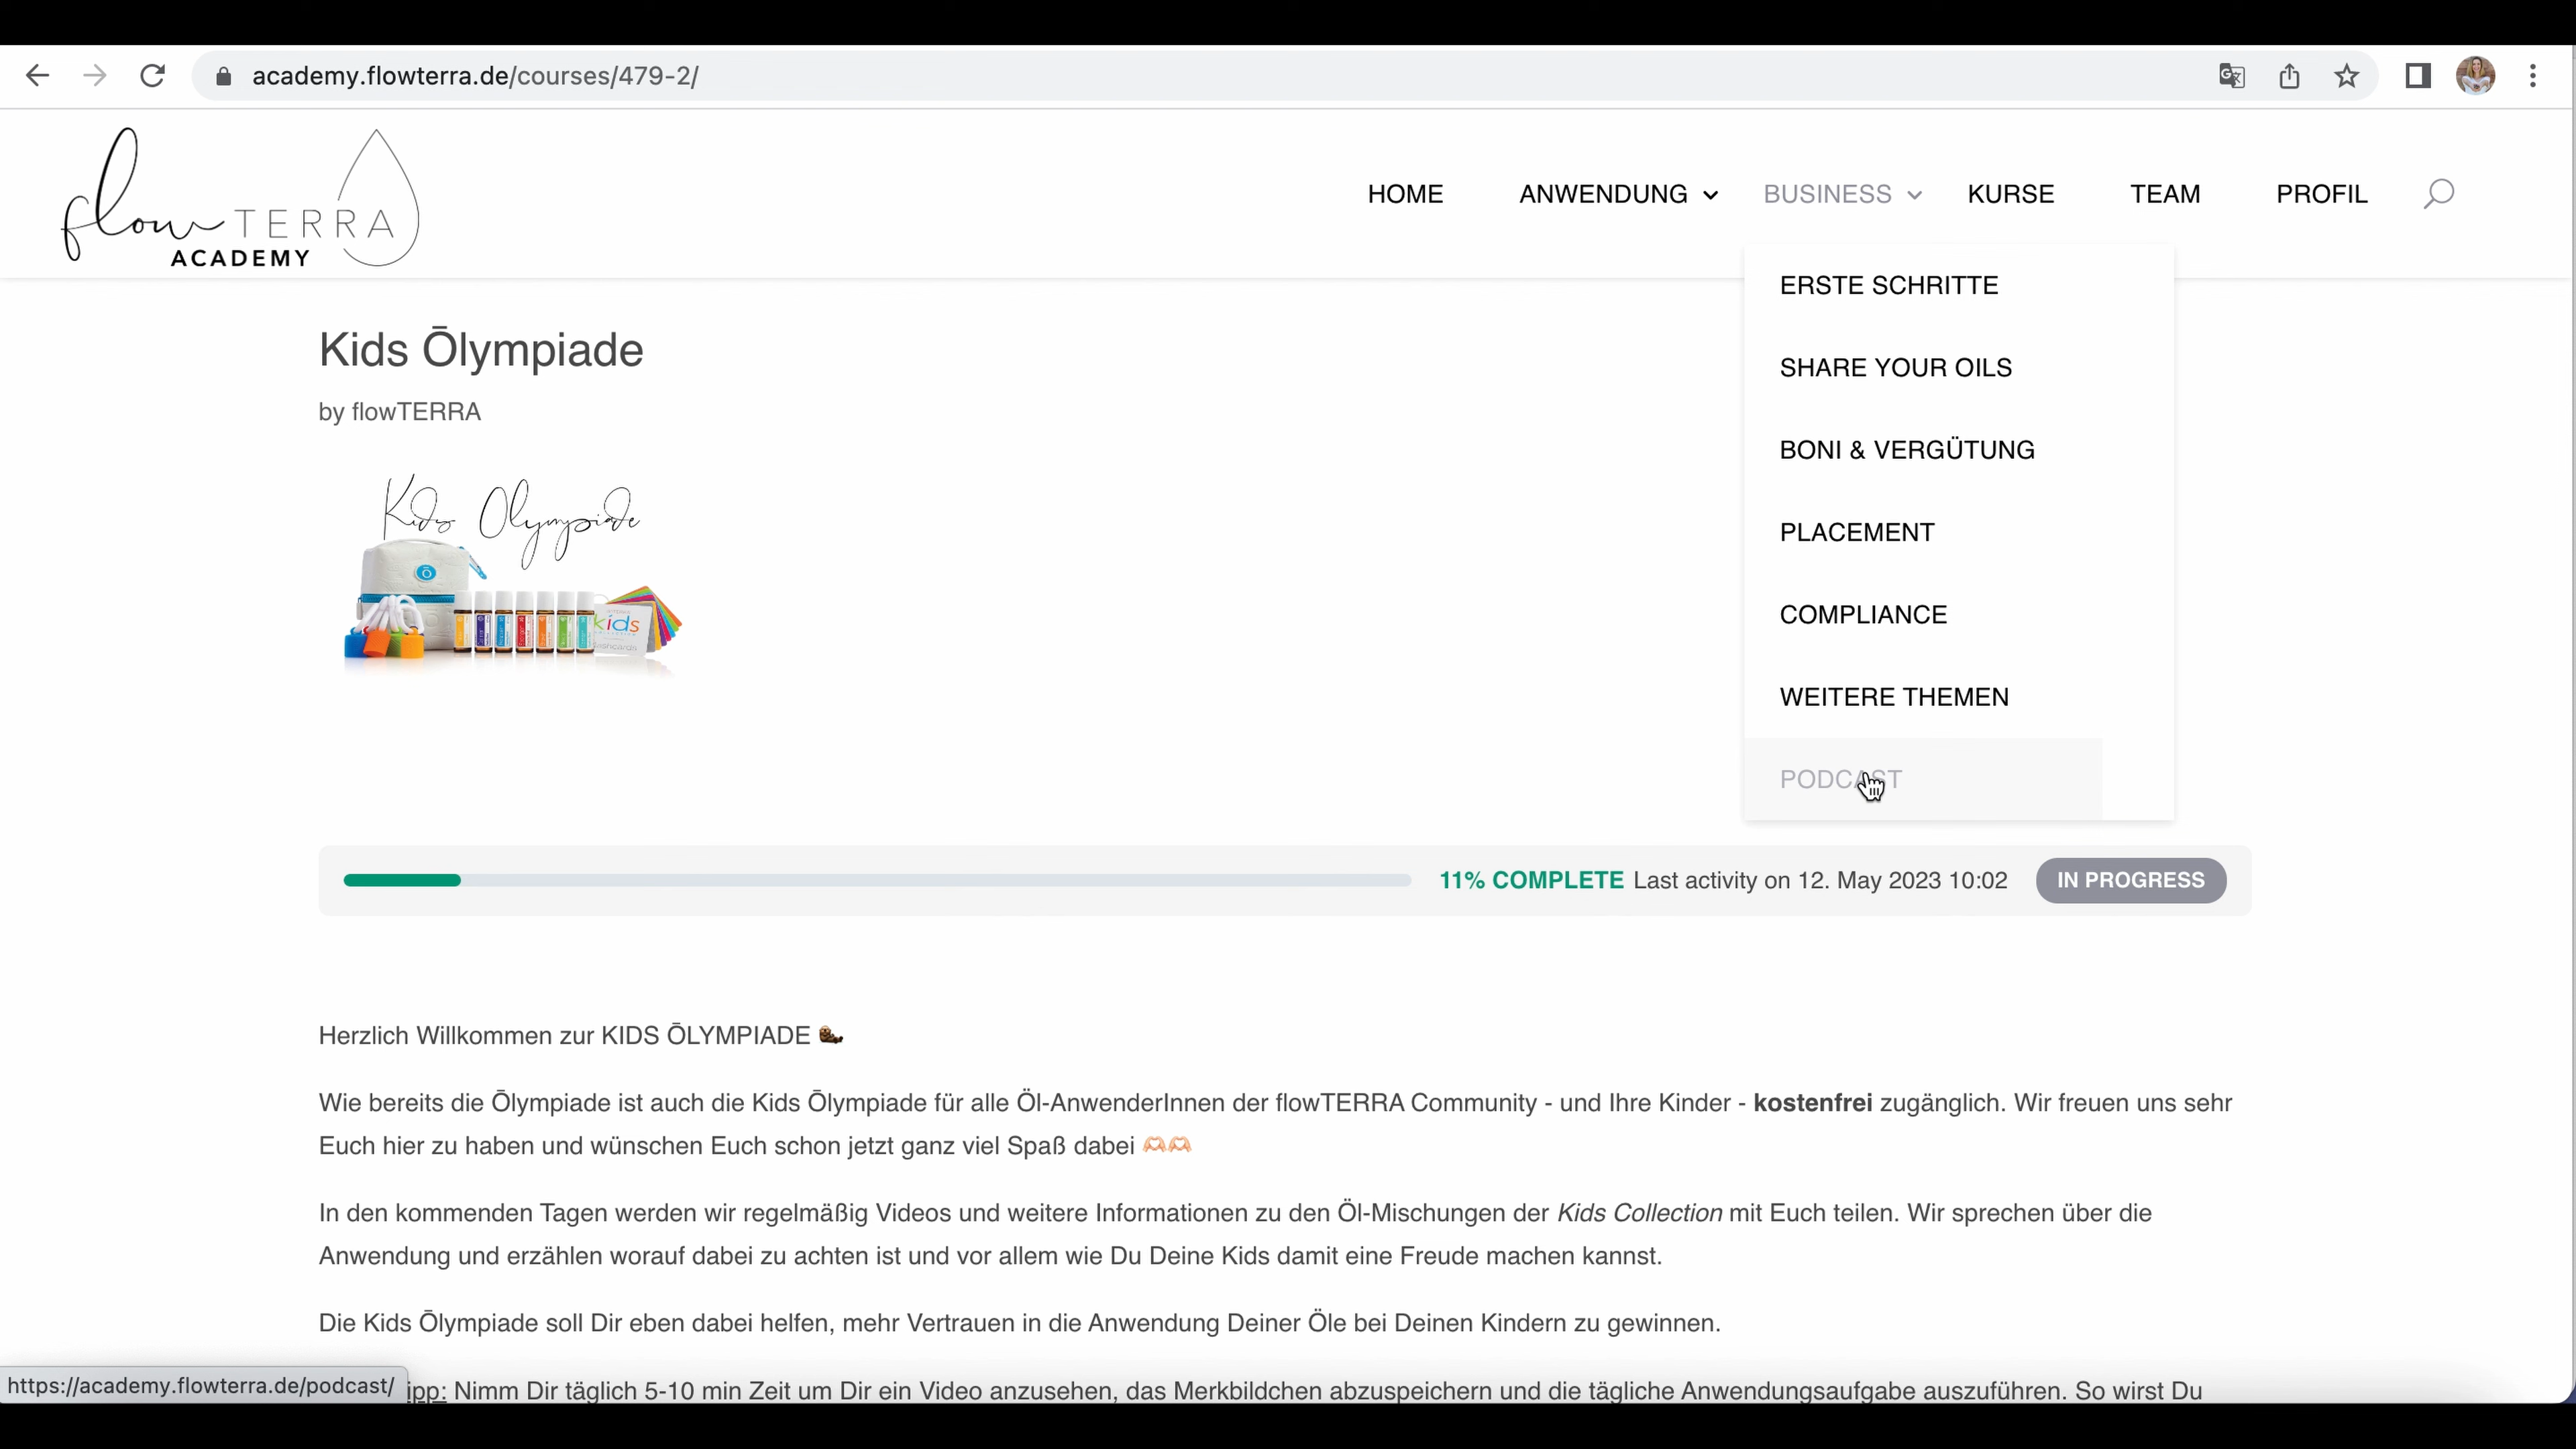 academy.flowterra.de/courses/479-2/
flow TERRA
ACADEMY
HOME
ANWENDUNG
BUSINESS
KURSE
TEAM
PROFIL
ERSTE SCHRITTE
SHARE YOUR OILS
BONI & VERGÜTUNG
PLACEMENT
COMPLIANCE
WEITERE THEMEN
PODCAST
Kids Ōlympiade
by flowTERRA
Kids Olympiade
kids
11% COMPLETE Last activity on 12. May 2023 10:02
IN PROGRESS
Herzlich Willkommen zur KIDS ŌLYMPIADE
Wie bereits die Ōlympiade ist auch die Kids Ōlympiade für alle Öl-AnwenderInnen der flowTERRA Community - und Ihre Kinder - kostenfrei zugänglich. Wir freuen uns sehr
Euch hier zu haben und wünschen Euch schon jetzt ganz viel Spaß dabei 🫶🏻🫶🏻
In den kommenden Tagen werden wir regelmäßig Videos und weitere Informationen zu den Öl-Mischungen der Kids Collection mit Euch teilen. Wir sprechen über die
Anwendung und erzählen worauf dabei zu achten ist und vor allem wie Du Deine Kids damit eine Freude machen kannst.
Die Kids Ōlympiade soll Dir eben dabei helfen, mehr Vertrauen in die Anwendung Deiner Öle bei Deinen Kindern zu gewinnen.
ipp: Nimm Dir täglich 5-10 min Zeit um Dir ein Video anzusehen, das Merkbildchen abzuspeichern und die tägliche Anwendungsaufgabe auszuführen. So wirst Du
https://academy.flowterra.de/podcast/